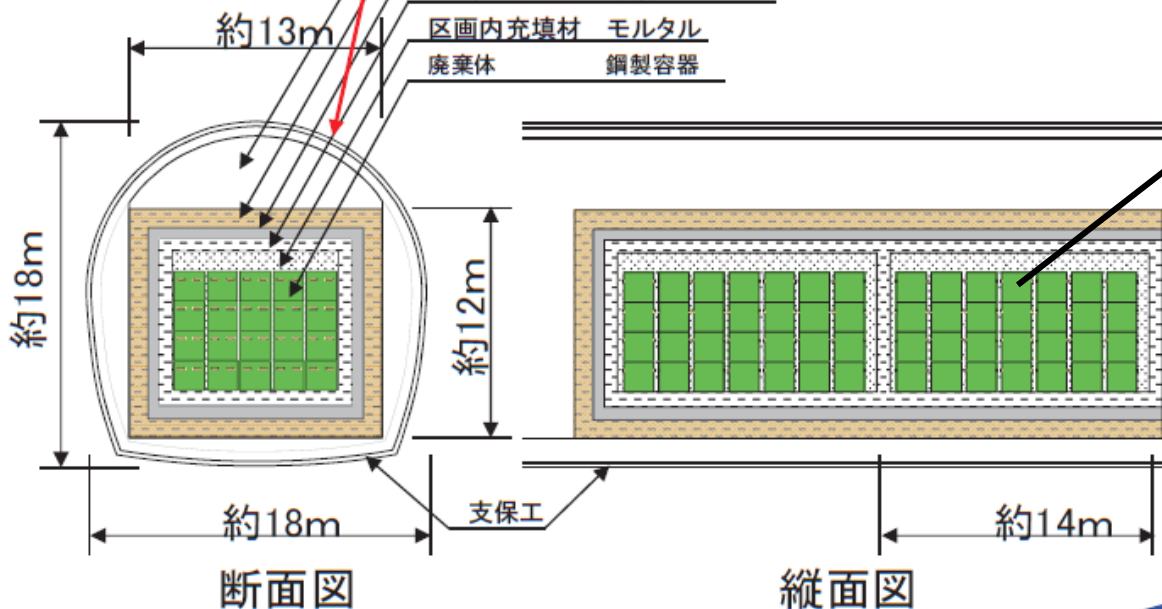 約13m
区画内充填材 モルタル
廃棄体 鋼製容器
約18m
約12m
支保工
約18m
約14m
断面図
縦面図